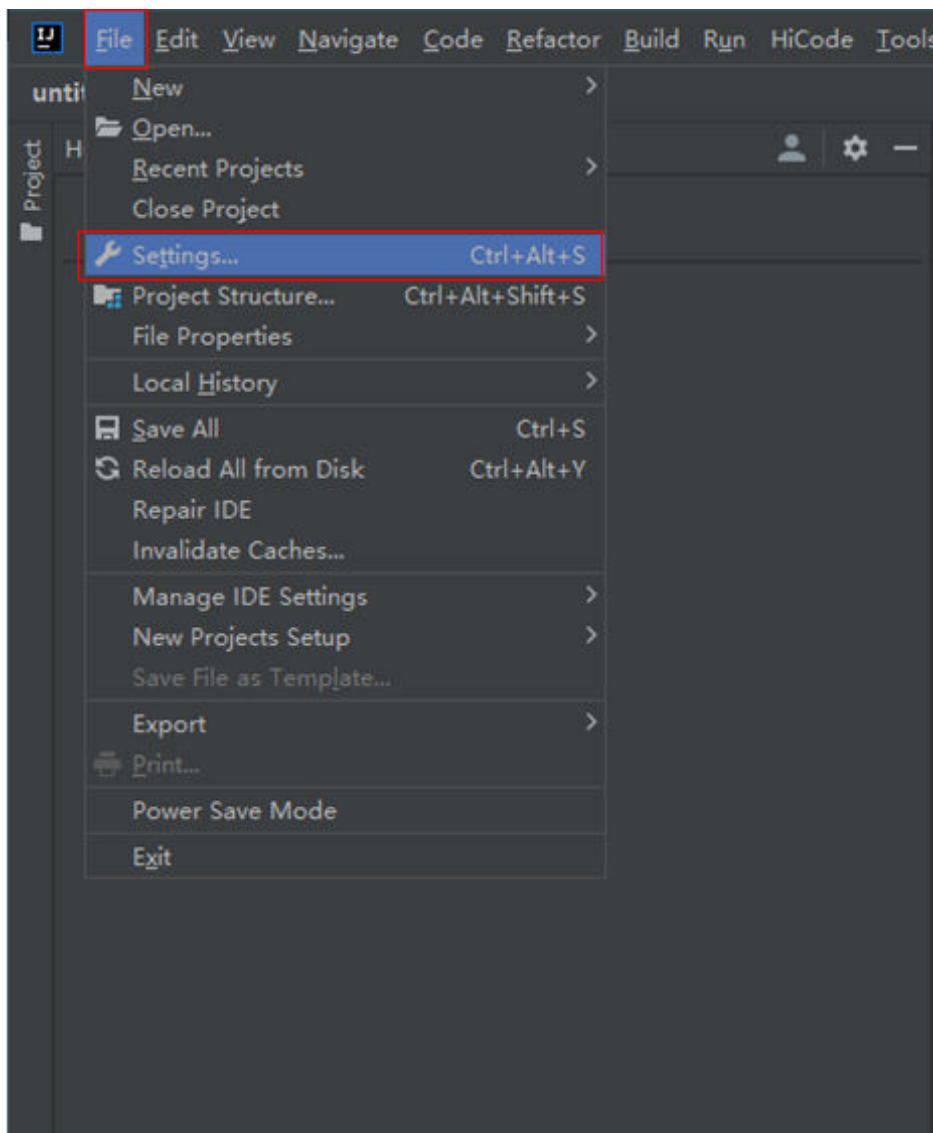 IJ File Edit View Navigate Code Refactor Build Run HiCode Tools
untit
New
Open...
Project
H
Recent Projects
Close Project
Settings... Ctrl+Alt+S
Project Structure... Ctrl+Alt+Shift+S
File Properties
Local History
Save All Ctrl+S
Reload All from Disk Ctrl+Alt+Y
Repair IDE
Invalidate Caches...
Manage IDE Settings
New Projects Setup
Save File as Template...
Export
Print...
Power Save Mode
Exit